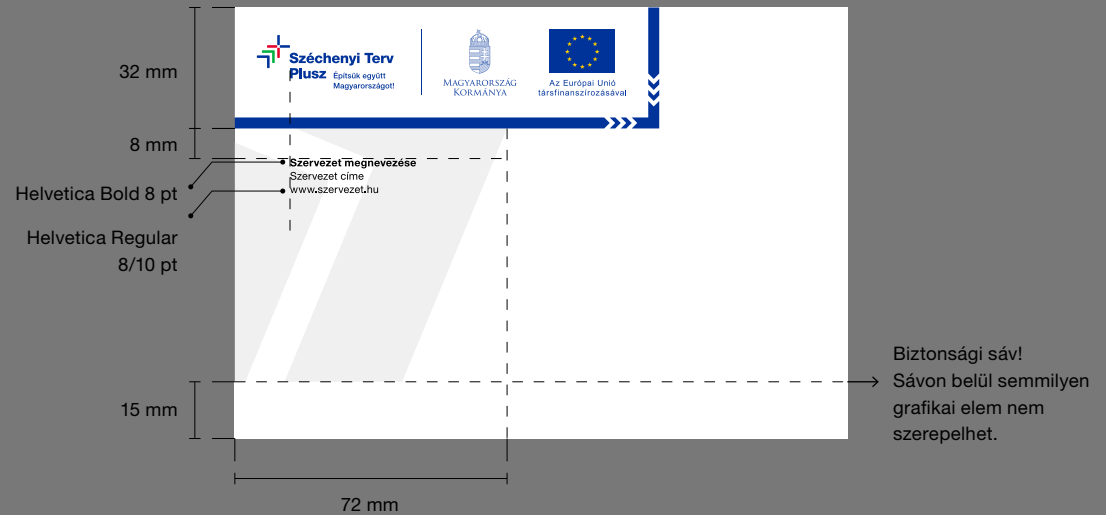 32 mm
Széchenyi Terv
Plusz Építsük együtt
Magyarországot!
MAGYARORSZÁG
KORMÁNYA
Az Európai Unió
társfinanszírozásával
8 mm
Helvetica Bold 8 pt
Szervezet megnevezése
Szervezet címe
www.szervezet.hu
Helvetica Regular
8/10 pt
Biztonsági sáv!
Sávon belül semmilyen
grafikai elem nem
szerepelhet.
15 mm
72 mm